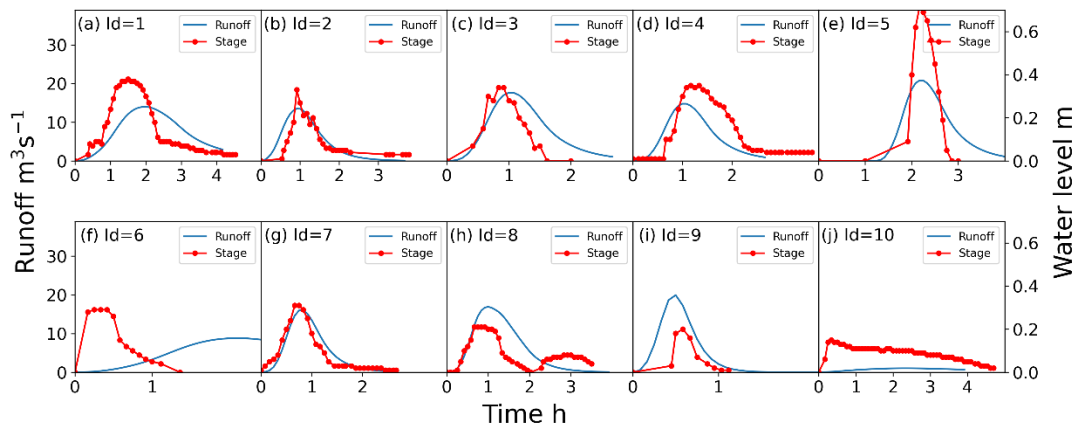 (a) Id=1
Runoff
Stage
(b) Id=2
Runoff
Stage
(c) Id=3
Runoff
Stage
(d) Id=4
Runoff
Stage
(e) Id=5
Runoff
Stage
30
20
10
0
0 1 2 3 4
0 1 2 3
0 1 2
0 1 2
0 1 2 3
0.6
0.4
0.2
0.0
(f) Id=6
Runoff
Stage
(g) Id=7
Runoff
Stage
(h) Id=8
Runoff
Stage
(i) Id=9
Runoff
Stage
(j) Id=10
Runoff
Stage
30
20
10
0
0 1
0 1 2 3
0 1 2 3
0 1
0 1 2 3 4
0.6
0.4
0.2
0.0
Runoff m³s⁻¹
Water level m
Time h